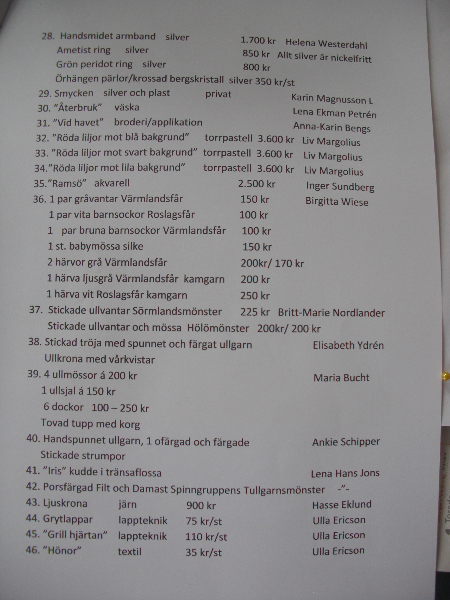 28. Handsmidet armband silver 1.700 kr Helena Westerdahl
Ametist ring silver 850 kr Allt silver är nickelfritt
Grön peridot ring silver 800 kr
Örhängen pärlor/krossad bergskristall silver 350 kr/st
29. Smycken silver och plast privat Karin Magnusson L
30. "Återbruk" väska Lena Ekman Petrén
31. "Vid havet" broderi/applikation Anna-Karin Bengs
32. "Röda liljor mot blå bakgrund" torrpastell 3.600 kr Liv Margolius
33. "Röda liljor mot svart bakgrund" torrpastell 3.600 kr Liv Margolius
34."Röda liljor mot lila bakgrund" torrpastell 3.600 kr Liv Margolius
35."Ramsö" akvarell 2.500 kr Inger Sundberg
36. 1 par gråvantar Värmlandsfår 150 kr Birgitta Wiese
1 par vita barnsockor Roslagsfår 100 kr
1 par bruna barnsockor Värmlandsfår 100 kr
1 st. babymössa silke 150 kr
2 härvor grå Värmlandsfår 200kr/ 170 kr
1 härva ljusgrå Värmlandsfår kamgarn 200 kr
1 härva vit Roslagsfår kamgarn 250 kr
37. Stickade ullvantar Sörmlandsmönster 225 kr Britt-Marie Nordlander
Stickade ullvantar och mössa Hölömönster 200kr/ 200 kr
38. Stickad tröja med spunnet och färgat ullgarn Elisabeth Ydrén
Ullkrona med vårkvistar
39. 4 ullmössor á 200 kr Maria Bucht
1 ullsjal á 150 kr
6 dockor 100 – 250 kr
Tovad tupp med korg
40. Handspunnet ullgarn, 1 ofärgad och färgade Ankie Schipper
Stickade strumpor
41. "Iris" kudde i tränsaflossa Lena Hans Jons
42. Porsfärgad Filt och Damast Spinngruppens Tullgarnsmönster -"-
43. Ljuskrona järn 900 kr Hasse Eklund
44. Grytlappar lappteknik 75 kr/st Ulla Ericson
45. "Grill hjärtan" lappteknik 110 kr/st Ulla Ericson
46. "Hönor" textil 35 kr/st Ulla Ericson